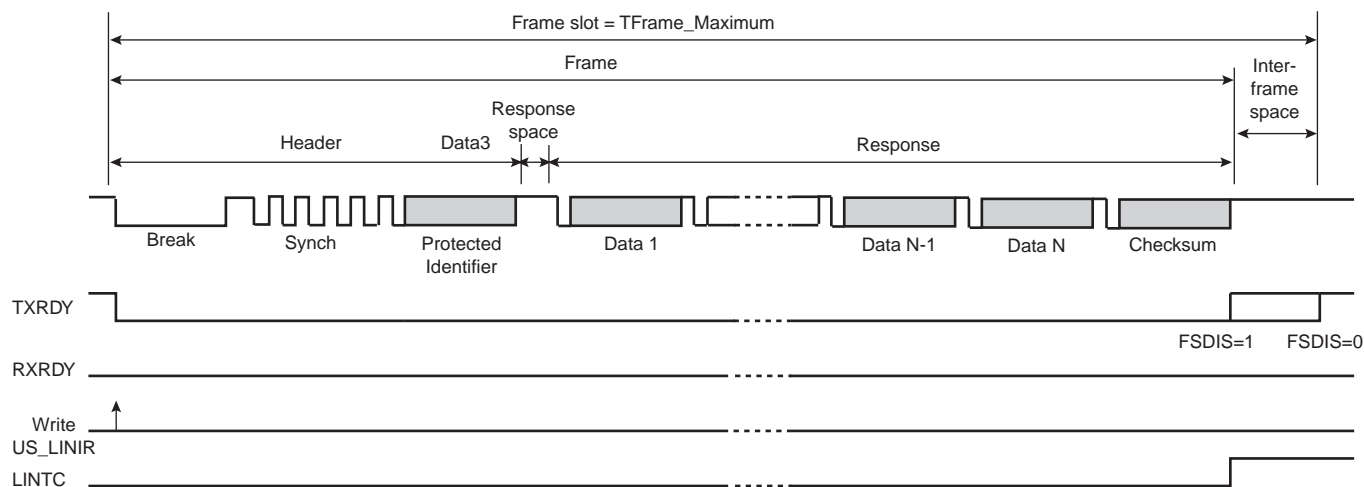 Frame slot = TFrame_Maximum
Frame
Inter-
frame
space
Response
space
Header
Data3
Response
Break
Synch
Protected
Identifier
Data 1
Data N-1
Data N
Checksum
TXRDY
FSDIS=1
FSDIS=0
RXRDY
Write
US_LINIR
LINTC